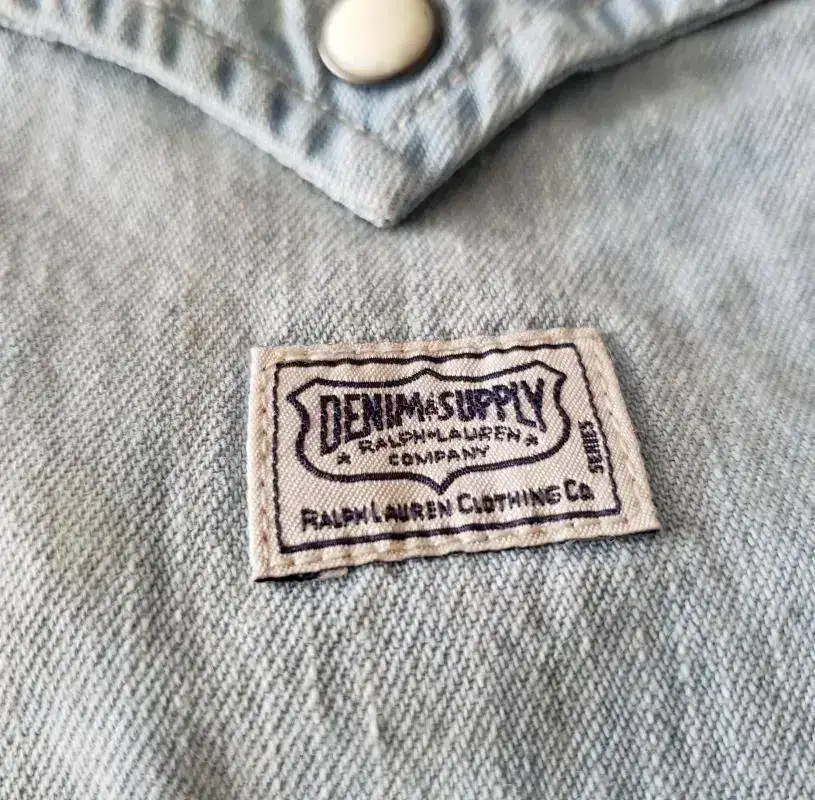 DENIM&SUPPLY
★ RALPH•LAUREN ★
COMPANY
SERIES
RALPH LAUREN CLOTHING Co.